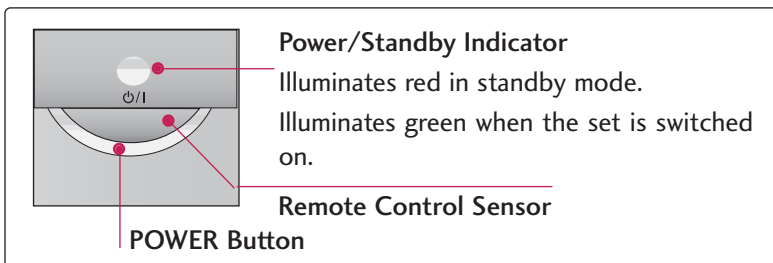 Power/Standby Indicator
Illuminates red in standby mode.
Illuminates green when the set is switched
on.
⏻/I
Remote Control Sensor
POWER Button